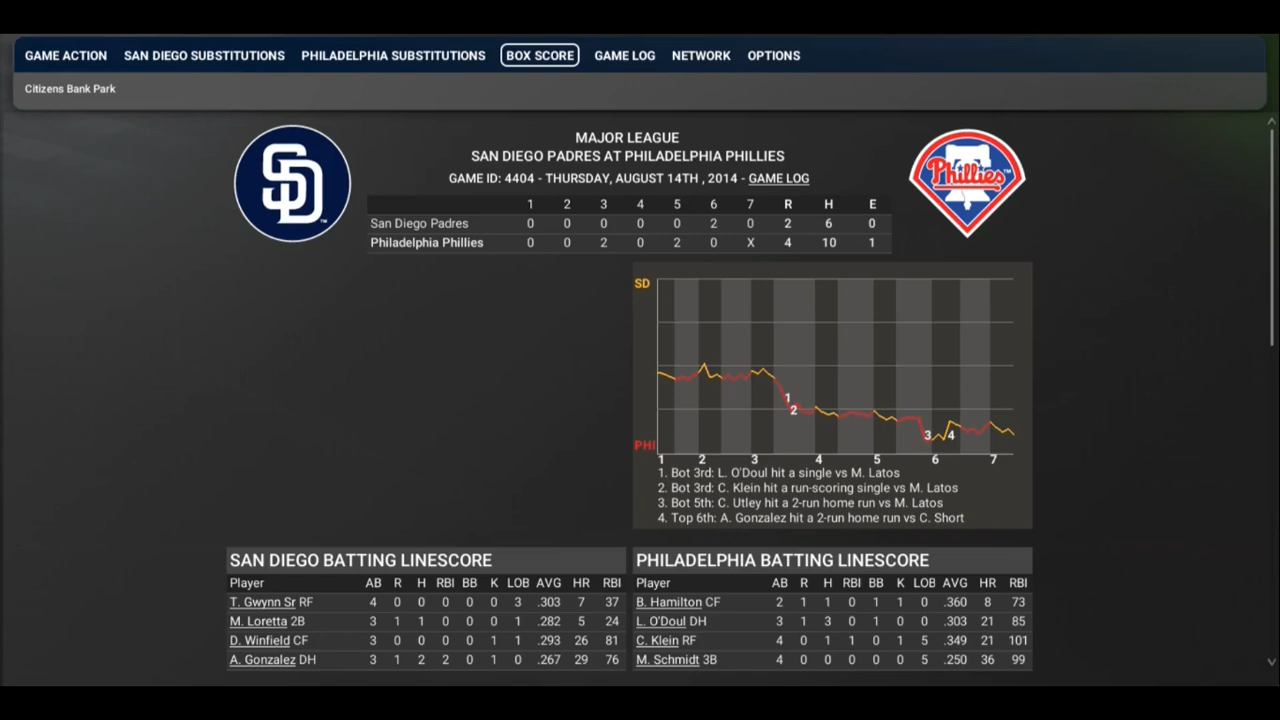 GAME ACTION SAN DIEGO SUBSTITUTIONS PHILADELPHIA SUBSTITUTIONS BOX SCORE GAME LOG NETWORK OPTIONS
Citizens Bank Park
SD
Phillies
MAJOR LEAGUE
SAN DIEGO PADRES AT PHILADELPHIA PHILLIES
GAME ID: 4404 - THURSDAY, AUGUST 14TH , 2014 - GAME LOG
1 2 3 4 5 6 7 R H E
San Diego Padres 0 0 0 0 0 2 0 2 6 0
Philadelphia Phillies 0 0 2 0 2 0 X 4 10 1
SD
1
2
3 4
PHI
1 2 3 4 5 6 7
1. Bot 3rd: L. O'Doul hit a single vs M. Latos
2. Bot 3rd: C. Klein hit a run-scoring single vs M. Latos
3. Bot 5th: C. Utley hit a 2-run home run vs M. Latos
4. Top 6th: A. Gonzalez hit a 2-run home run vs C. Short
SAN DIEGO BATTING LINESCORE
Player AB R H RBI BB K LOB AVG HR RBI
T. Gwynn Sr RF 4 0 0 0 0 0 3 .303 7 37
M. Loretta 2B 3 1 1 0 0 0 1 .282 5 24
D. Winfield CF 3 0 0 0 0 1 1 .293 26 81
A. Gonzalez DH 3 1 2 2 0 1 0 .267 29 76
PHILADELPHIA BATTING LINESCORE
Player AB R H RBI BB K LOB AVG HR RBI
B. Hamilton CF 2 1 1 0 1 1 0 .360 8 73
L. O'Doul DH 3 1 3 0 1 0 0 .303 21 85
C. Klein RF 4 0 1 1 0 1 5 .349 21 101
M. Schmidt 3B 4 0 0 0 0 0 5 .250 36 99